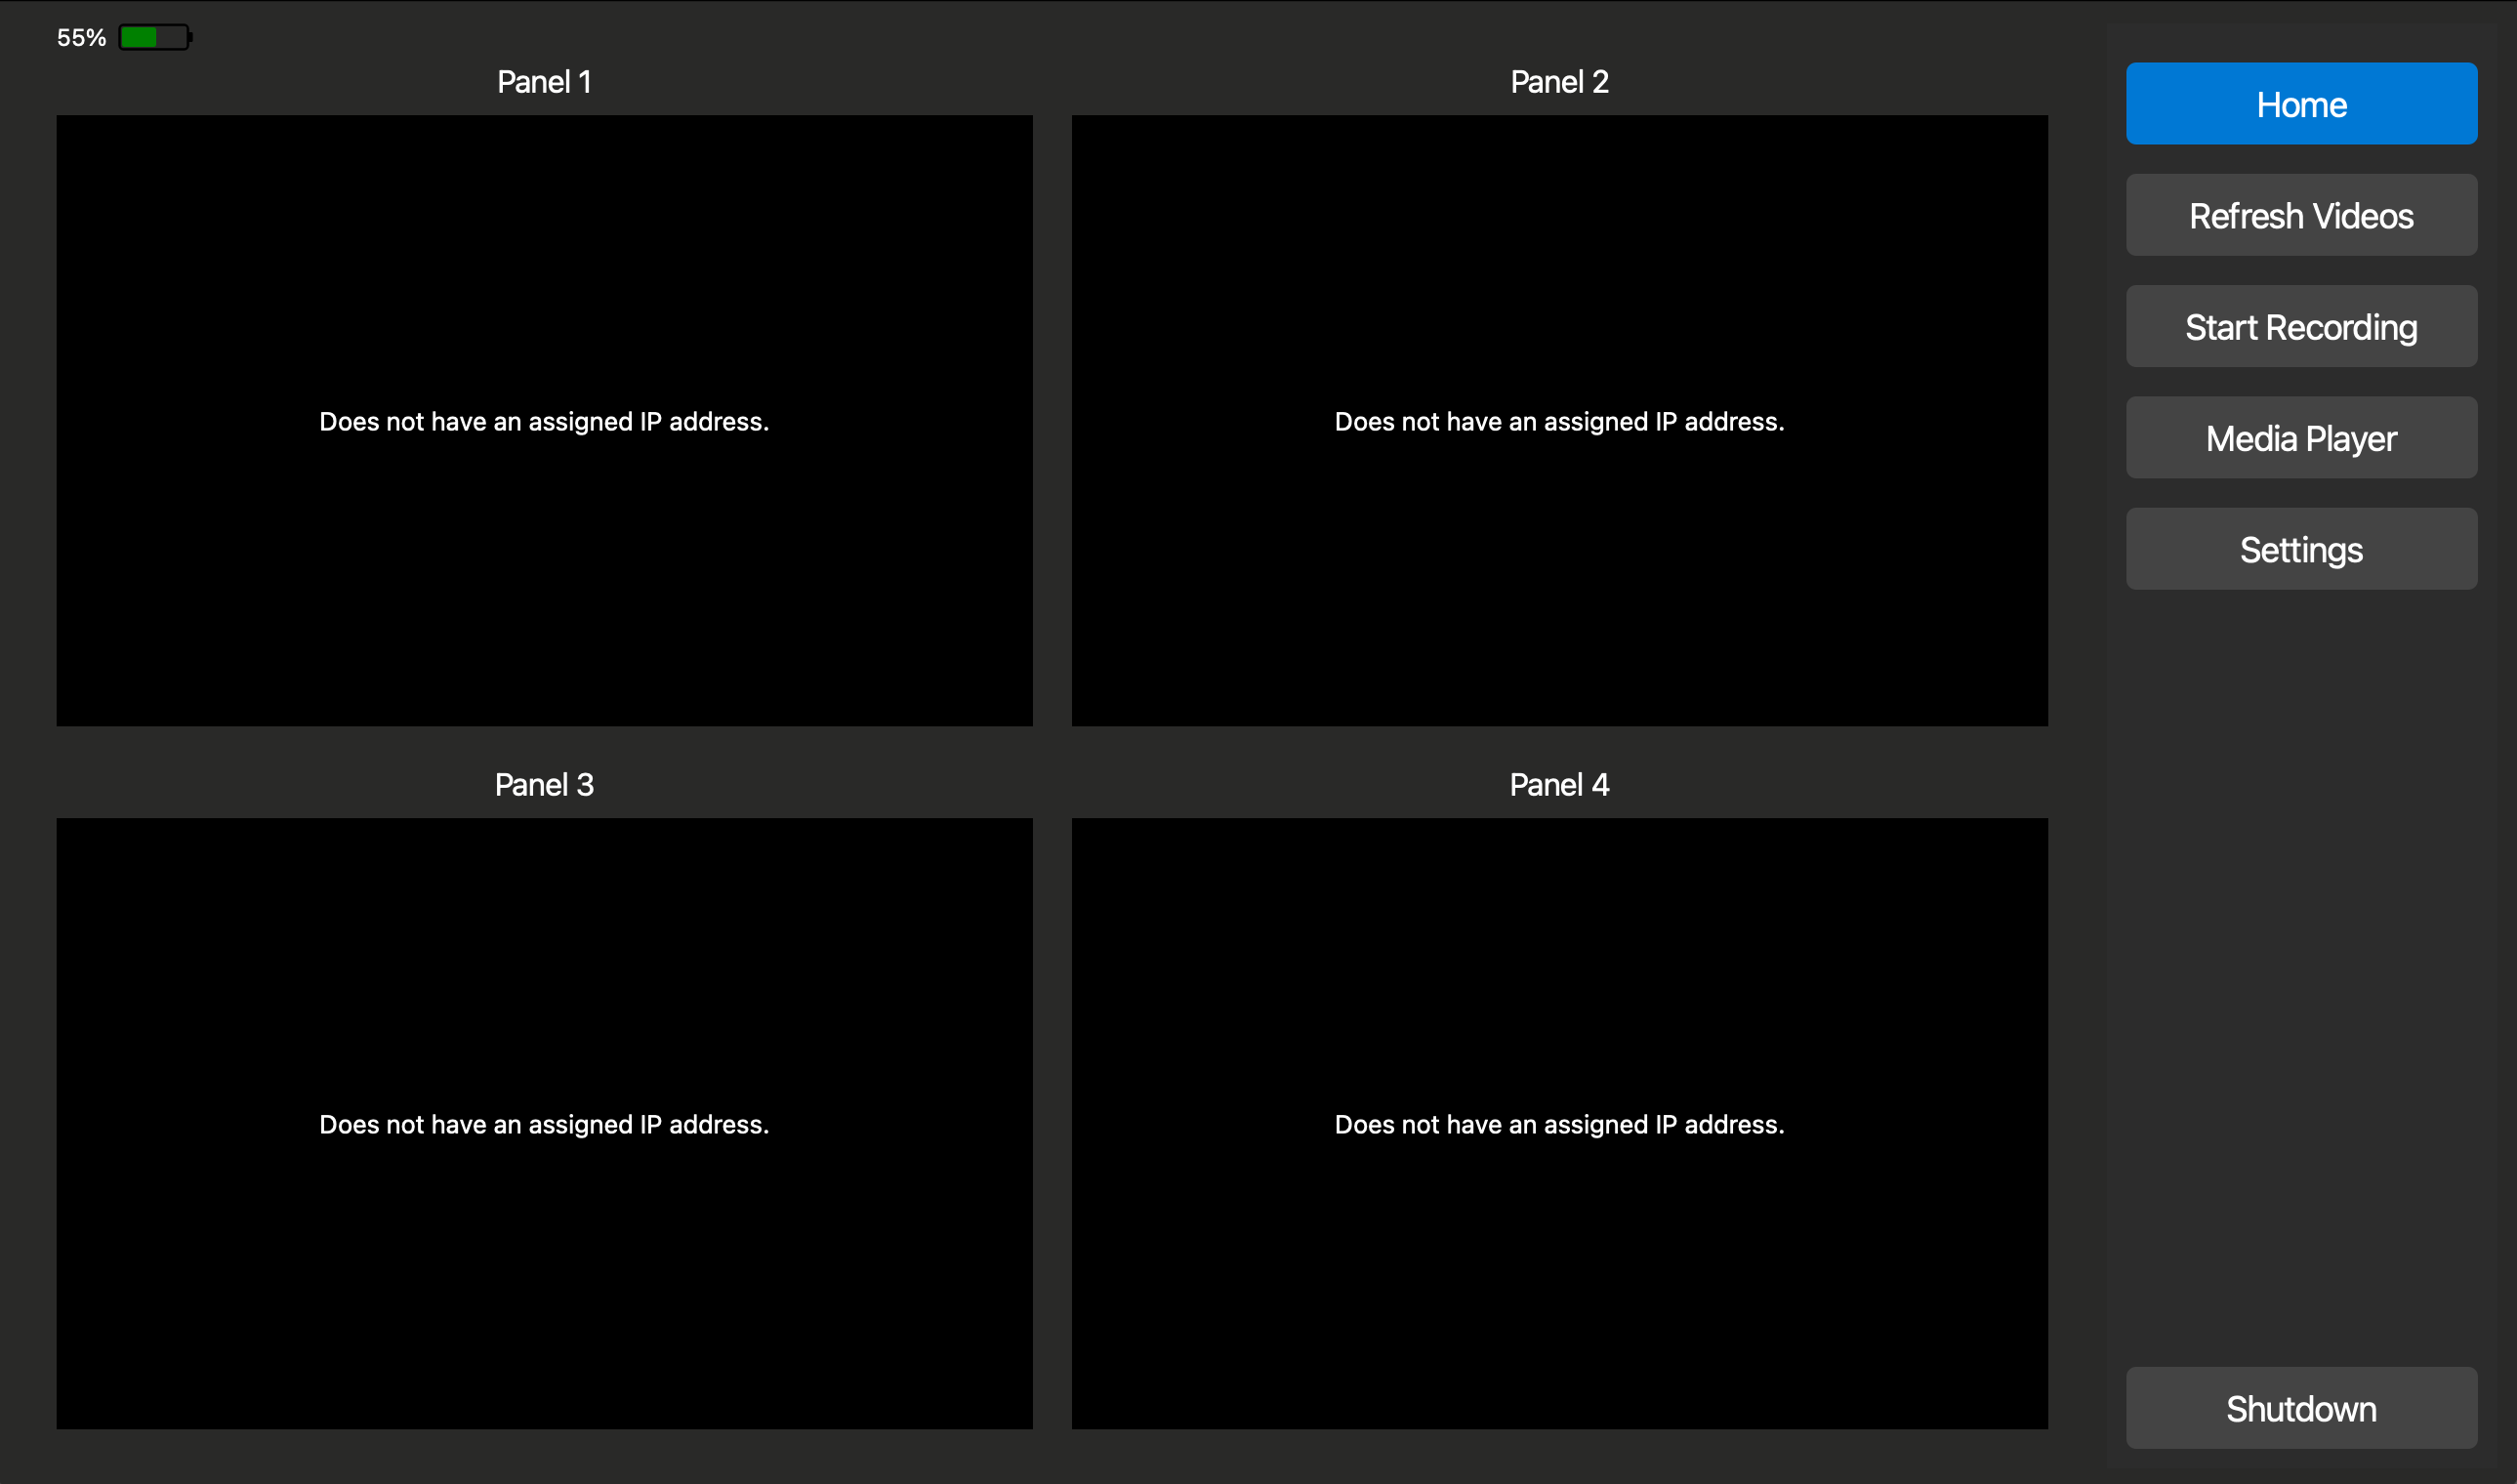 55%
Panel 1
Panel 2
Does not have an assigned IP address.
Does not have an assigned IP address.
Panel 3
Panel 4
Does not have an assigned IP address.
Does not have an assigned IP address.
Home
Refresh Videos
Start Recording
Media Player
Settings
Shutdown